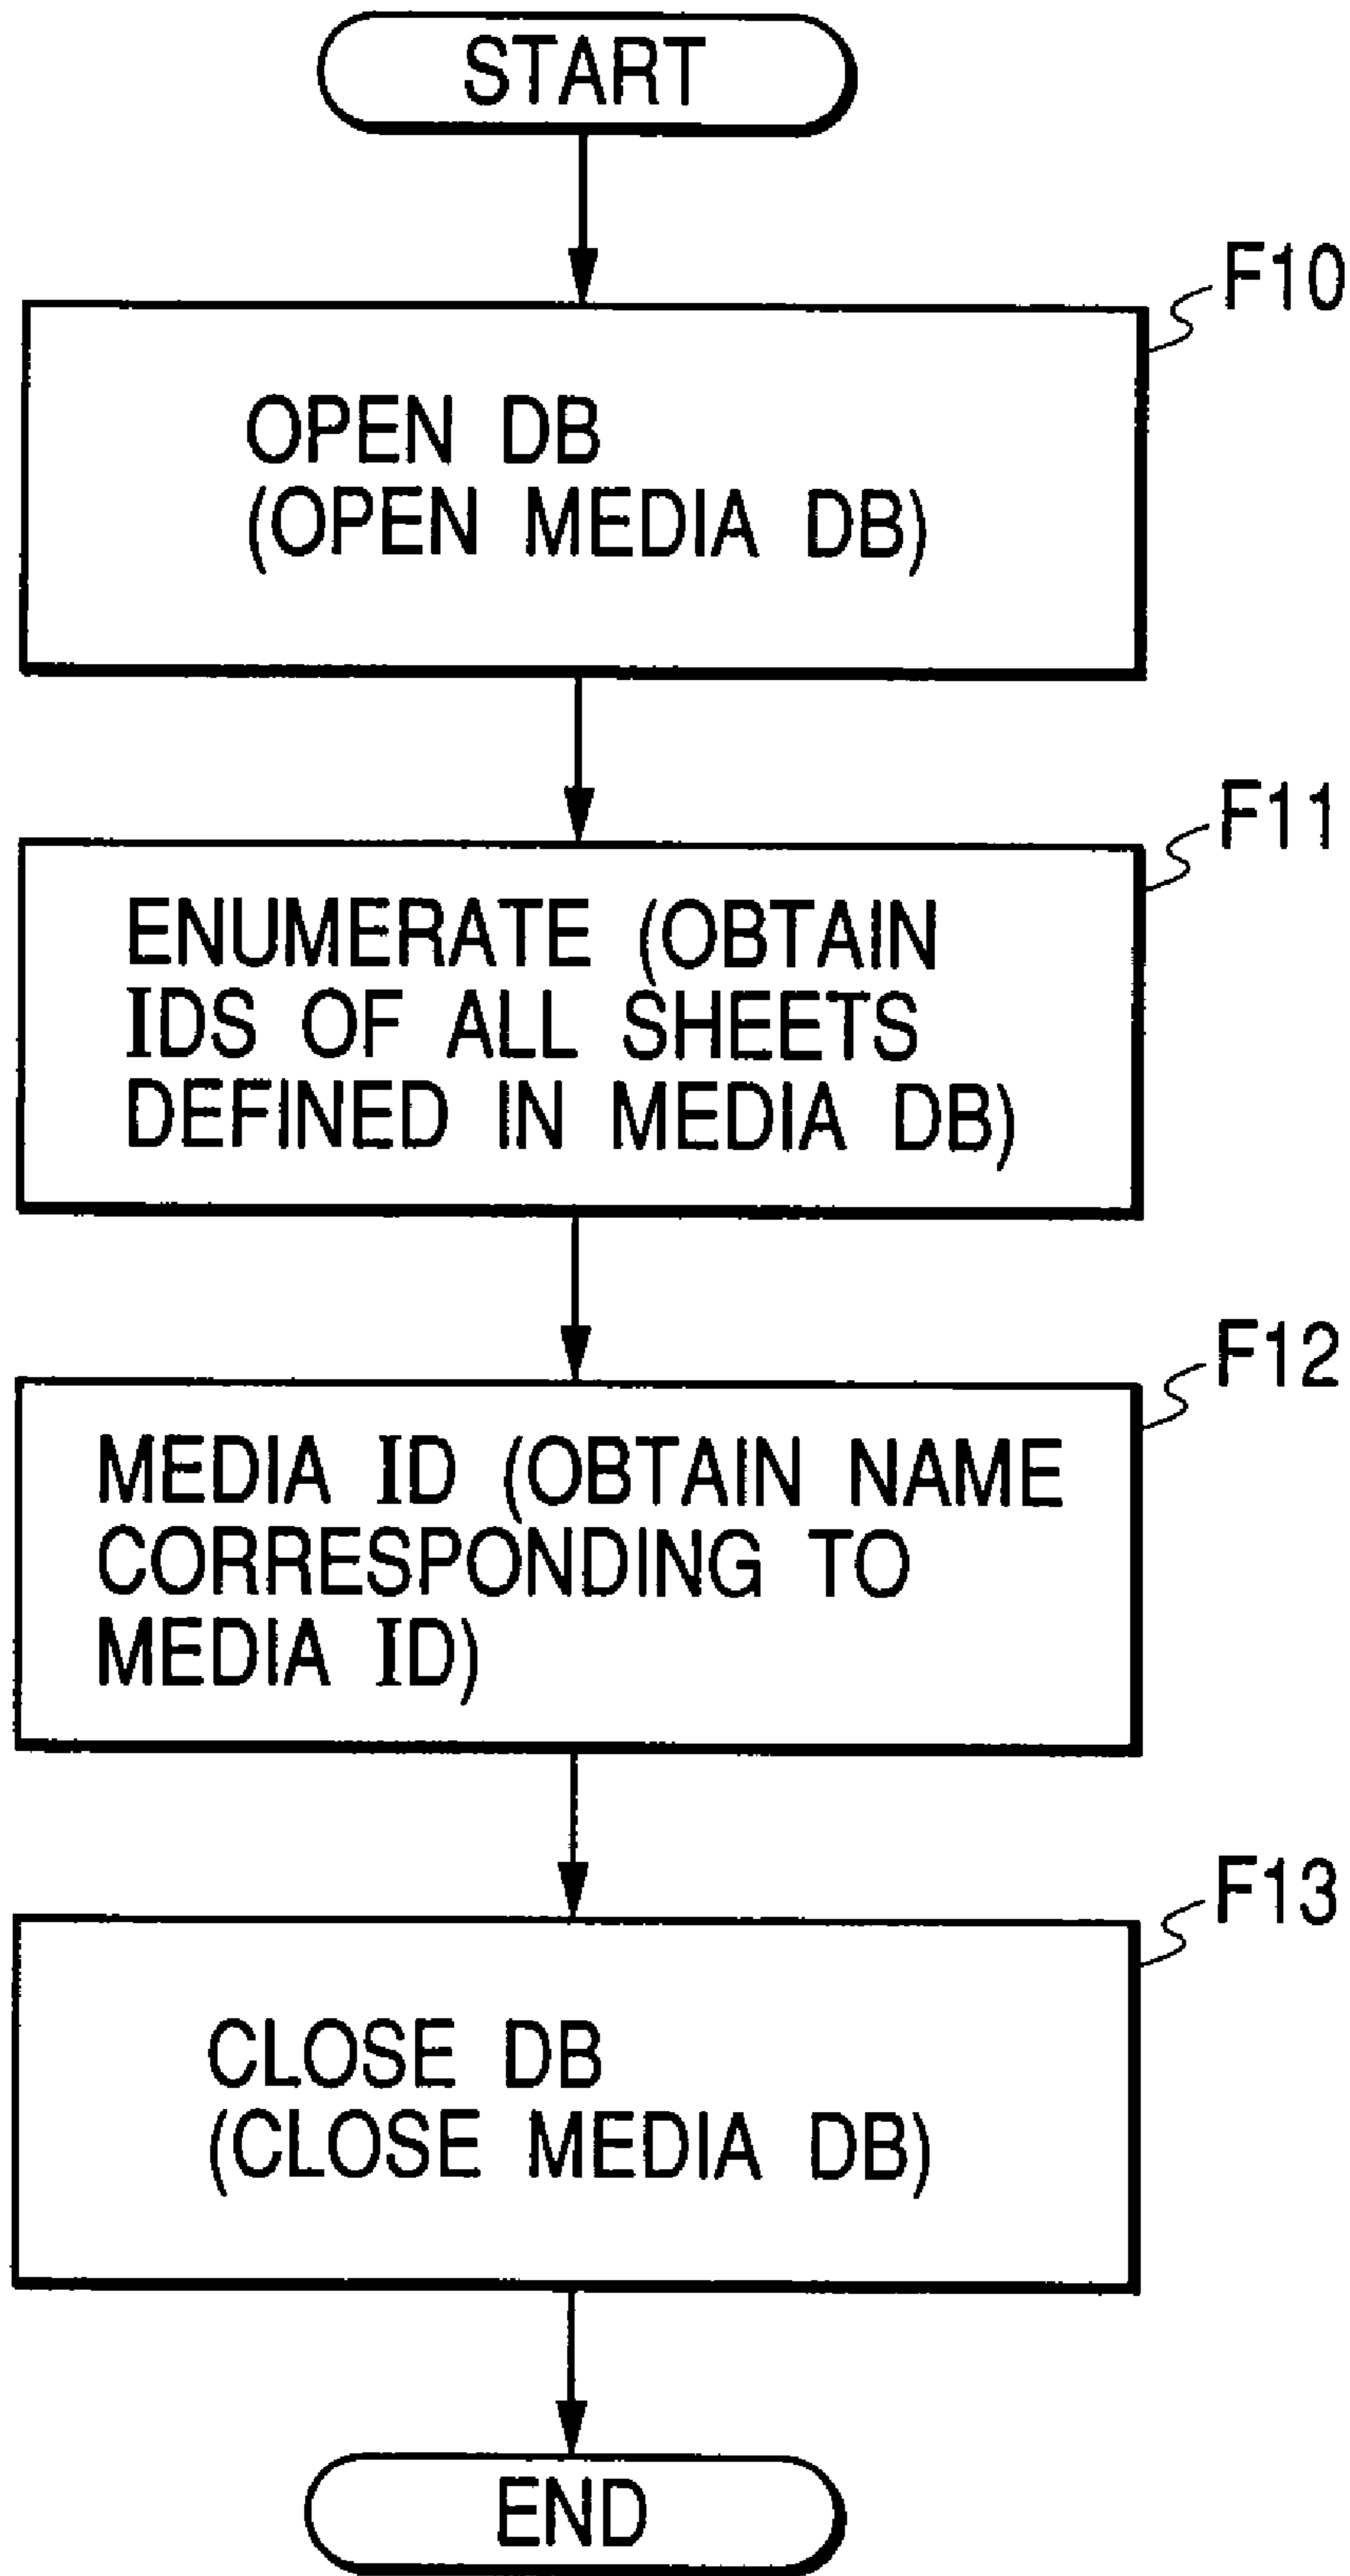 START
F10
OPEN DB
(OPEN MEDIA DB)
F11
ENUMERATE (OBTAIN
IDS OF ALL SHEETS
DEFINED IN MEDIA DB)
F12
MEDIA ID (OBTAIN NAME
CORRESPONDING TO
MEDIA ID)
F13
CLOSE DB
(CLOSE MEDIA DB)
END